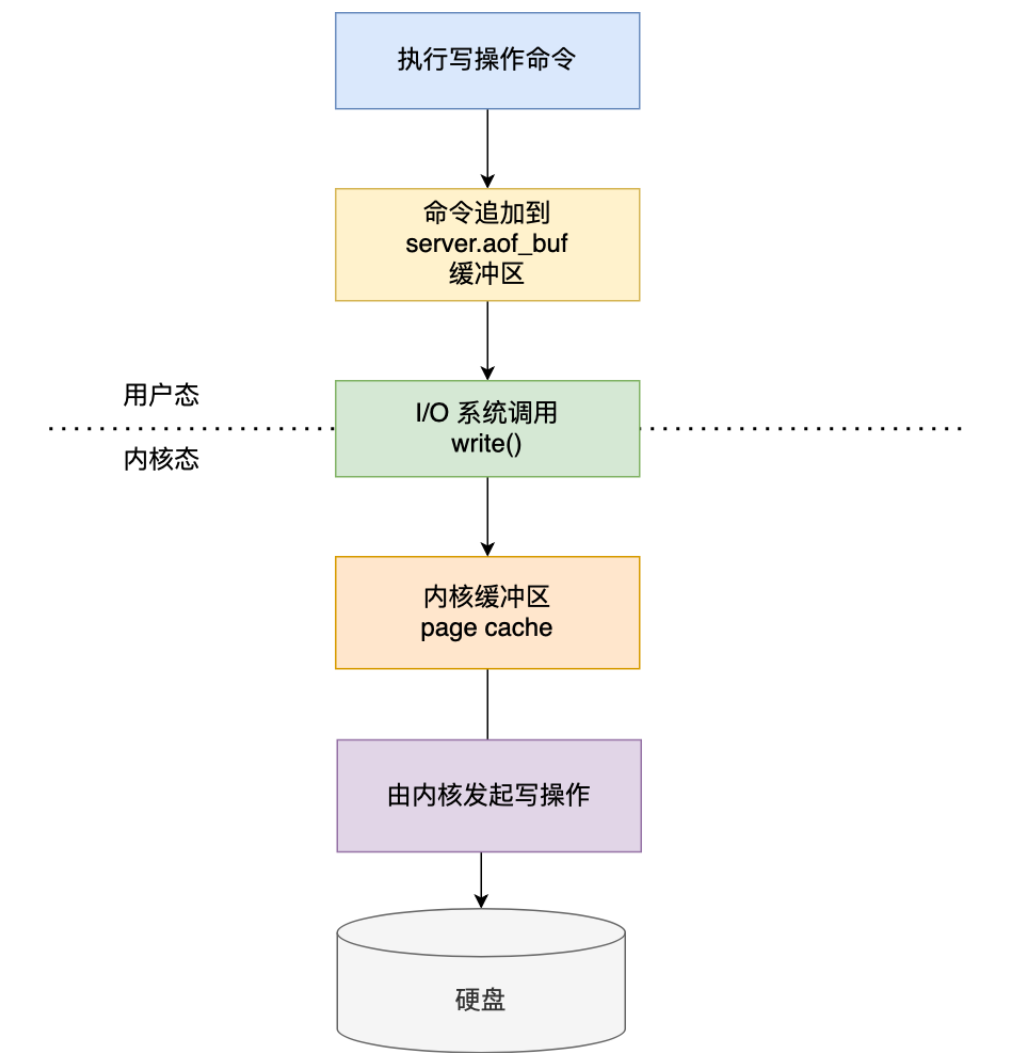 执行写操作命令
命令追加到
server.aof_buf
缓冲区
用户态
I/O 系统调用
write()
内核态
内核缓冲区
page cache
由内核发起写操作
硬盘